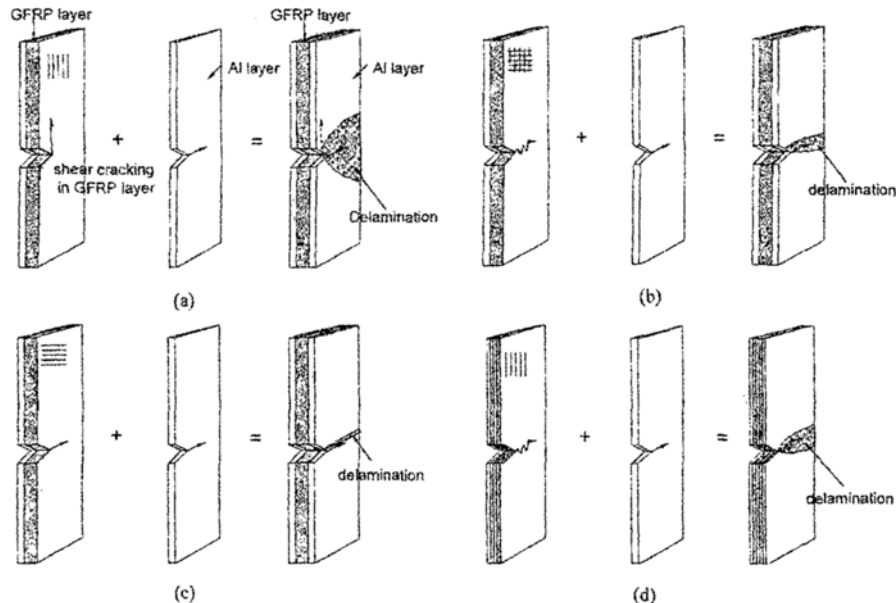 GFRP layer
GFRP layer
Al layer
Al layer
+
=
shear cracking
in GFRP layer
Delamination
(a)
+
=
delamination
(b)
+
=
delamination
(c)
+
=
delamination
(d)